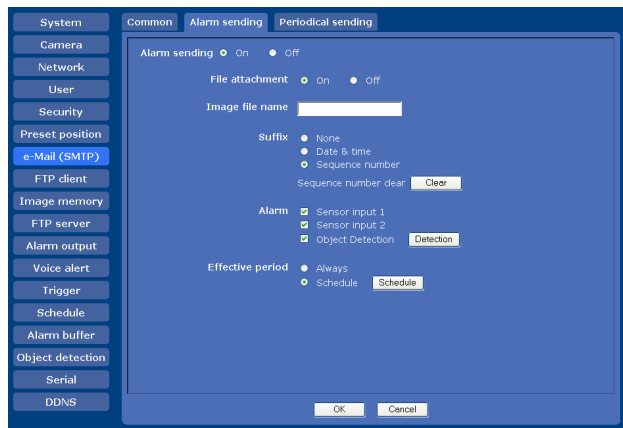 System
Camera
Network
User
Security
Preset position
e-Mail (SMTP)
FTP client
Image memory
FTP server
Alarm output
Voice alert
Trigger
Schedule
Alarm buffer
Object detection
Serial
DDNS
Common Alarm sending Periodical sending
Alarm sending On Off
File attachment On Off
Image file name
Suffix None
Date & time
Sequence number
Sequence number clear Clear
Alarm Sensor input 1
Sensor input 2
Object Detection Detection
Effective period Always
Schedule Schedule
OK Cancel